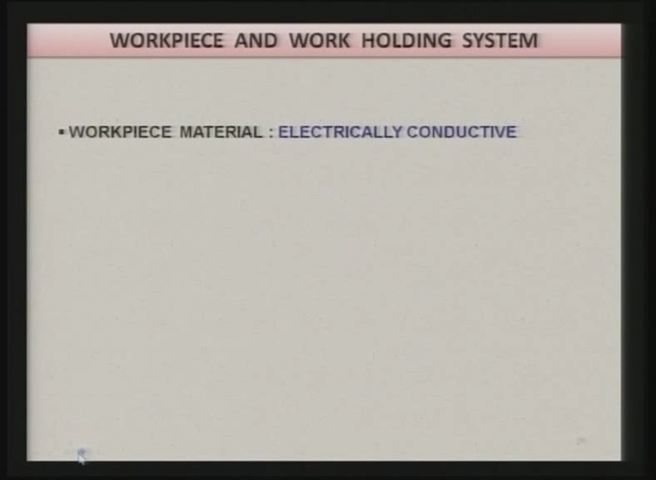 WORKPIECE AND WORK HOLDING SYSTEM
▪ WORKPIECE MATERIAL : ELECTRICALLY CONDUCTIVE